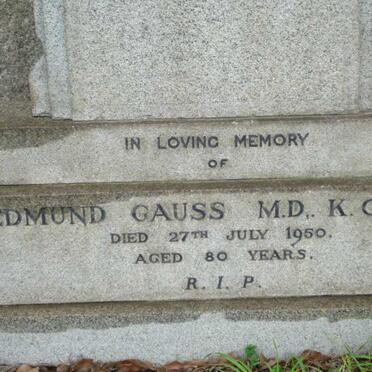 IN LOVING MEMORY
OF
EDMUND GAUSS M.D,. K. C
DIED 27TH JULY 1950.
AGED 80 YEARS.
R. I. P.